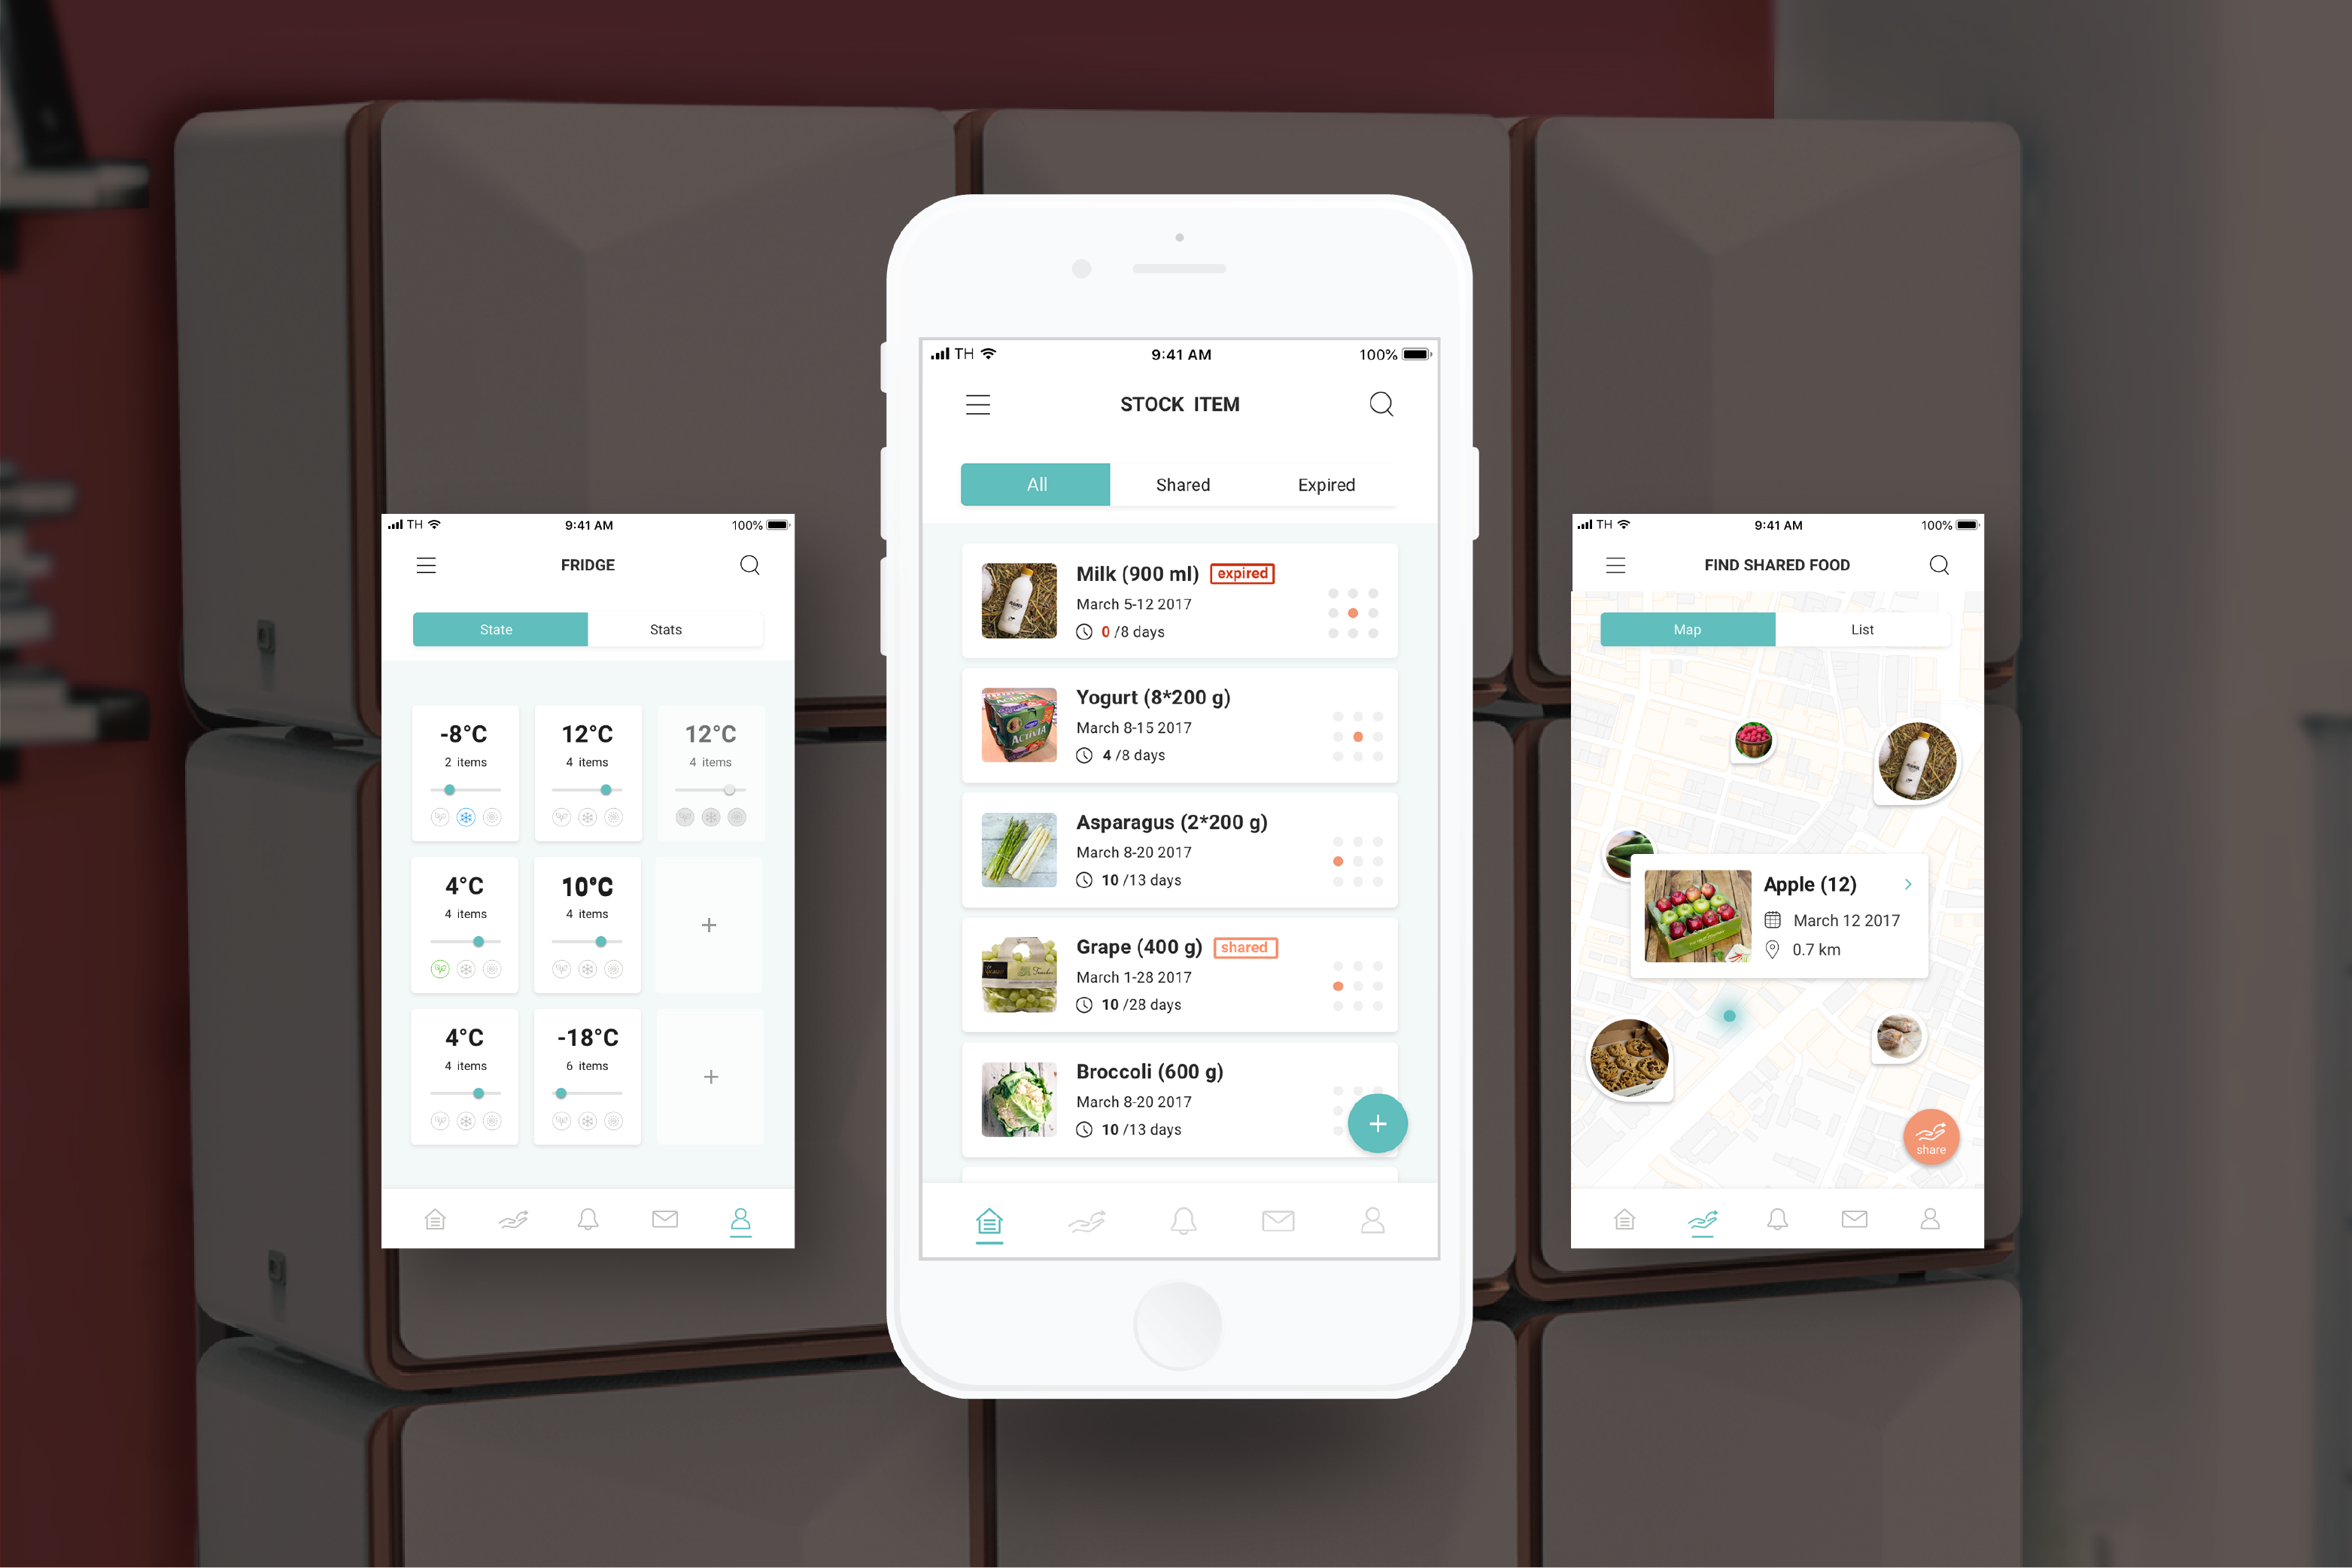 TH
9:41 AM
100%
FRIDGE
State
Stats
-8°C
2 items
12°C
4 items
12°C
4 items
4°C
4 items
10°C
4 items
+
4°C
4 items
-18°C
6 items
+
TH
9:41 AM
100%
STOCK ITEM
All
Shared
Expired
Milk (900 ml) expired
March 5-12 2017
0 /8 days
ACTIVIA
Yogurt (8*200 g)
March 8-15 2017
4 /8 days
Asparagus (2*200 g)
March 8-20 2017
10 /13 days
Grape (400 g) shared
March 1-28 2017
10 /28 days
Broccoli (600 g)
March 8-20 2017
10 /13 days
+
TH
9:41 AM
100%
FIND SHARED FOOD
Map
List
Apple (12)
March 12 2017
0.7 km
share